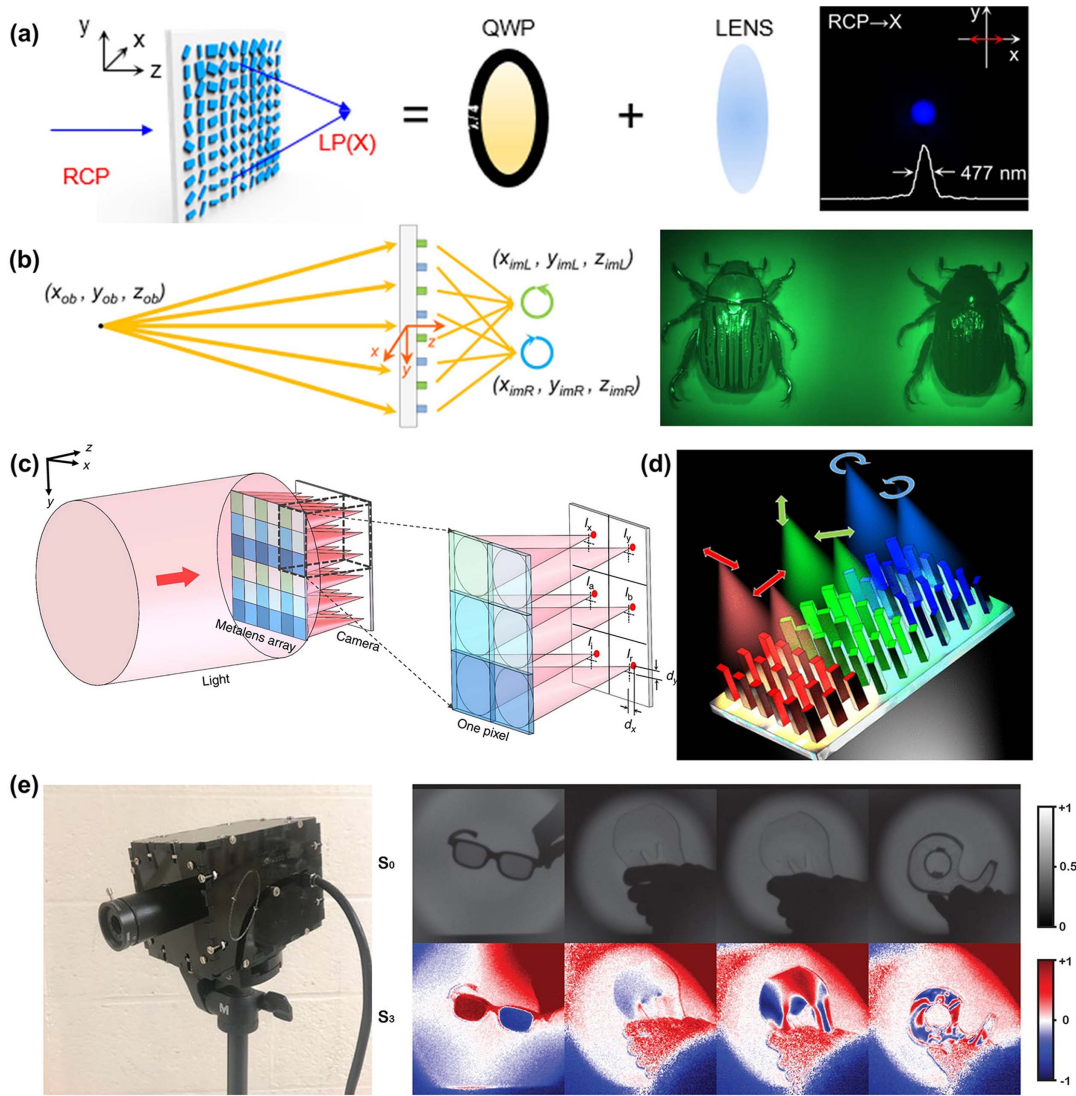 (a)
y
x
z
RCP
LP(X)
=
QWP
λ/4
+
LENS
RCP→X
y
x
477 nm
(b)
(x_ob, y_ob, z_ob)
x
y
z
(x_imL, y_imL, z_imL)
(x_imR, y_imR, z_imR)
(c)
z
x
y
Metalens array
Camera
Light
I_x
I_y
I_a
I_b
I_l
I_r
d_y
d_x
One pixel
(d)
(e)
M
S₀
S₃
+1
0.5
0
+1
0
-1